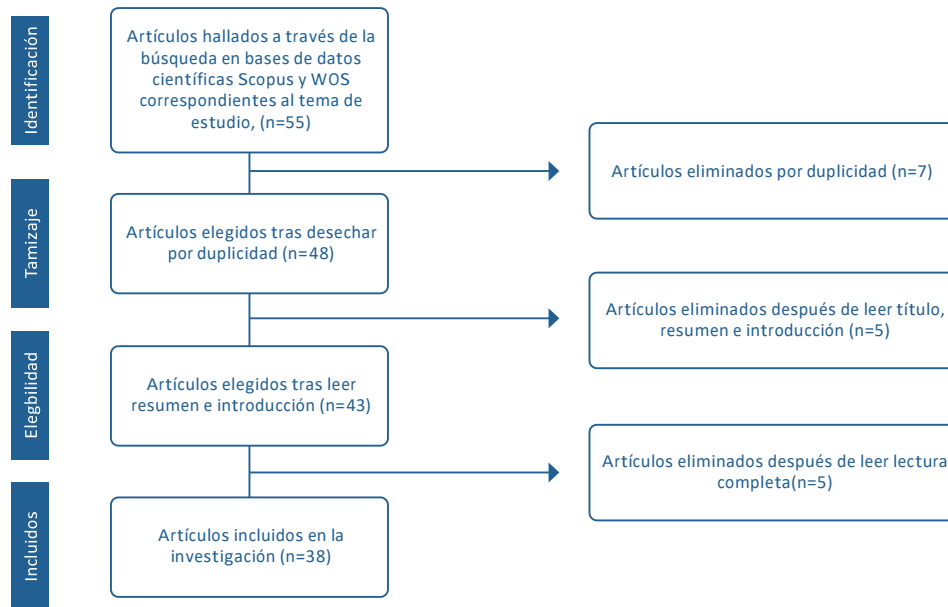 Identificación
Artículos hallados a través de la
búsqueda en bases de datos
científicas Scopus y WOS
correspondientes al tema de
estudio, (n=55)
Artículos eliminados por duplicidad (n=7)
Tamizaje
Artículos elegidos tras desechar
por duplicidad (n=48)
Artículos eliminados después de leer título,
resumen e introducción (n=5)
Elegbilidad
Artículos elegidos tras leer
resumen e introducción (n=43)
Artículos eliminados después de leer lectura
completa(n=5)
Incluidos
Artículos incluidos en la
investigación (n=38)